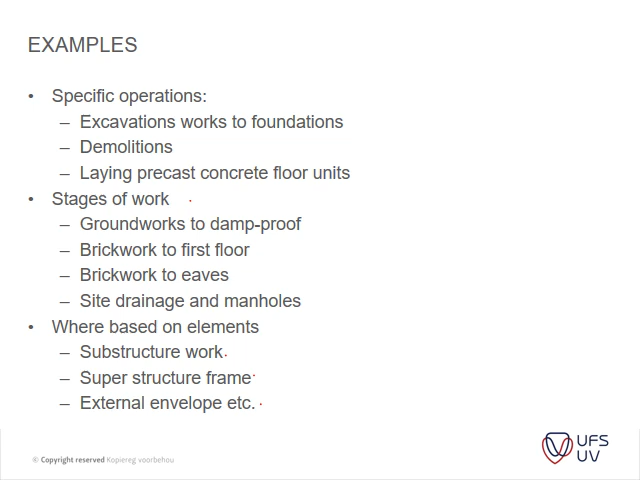 EXAMPLES
• Specific operations:
– Excavations works to foundations
– Demolitions
– Laying precast concrete floor units
• Stages of work
– Groundworks to damp-proof
– Brickwork to first floor
– Brickwork to eaves
– Site drainage and manholes
• Where based on elements
– Substructure work
– Super structure frame
– External envelope etc.
© Copyright reserved Kopiereg voorbehou
UFS
UV